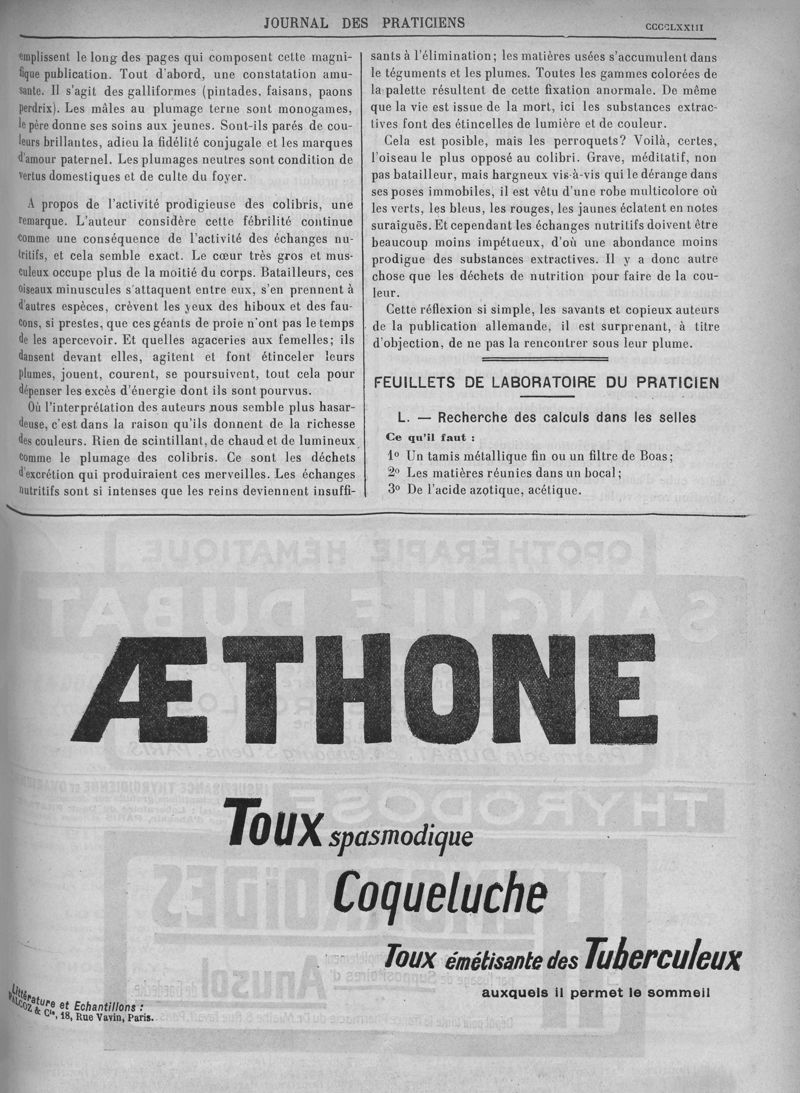 JOURNAL DES PRATICIENS
CCCCLXXIII
emplissent le long des pages qui composent cette magni-
fique publication. Tout d'abord, une constatation amu-
sante. Il s'agit des galliformes (pintades, faisans, paons
perdrix). Les mâles au plumage terne sont monogames,
le père donne ses soins aux jeunes. Sont-ils parés de cou-
leurs brillantes, adieu la fidélité conjugale et les marques
d'amour paternel. Les plumages neutres sont condition de
vertus domestiques et de culte du foyer.
A propos de l'activité prodigieuse des colibris, une
remarque. L'auteur considère cette fébrilité continue
comme une conséquence de l'activité des échanges nu-
tritifs, et cela semble exact. Le cœur très gros et mus-
culeux occupe plus de la moitié du corps. Batailleurs, ces
oiseaux minuscules s'attaquent entre eux, s'en prennent à
d'autres espèces, crèvent les yeux des hiboux et des fau-
cons, si prestes, que ces géants de proie n'ont pas le temps
de les apercevoir. Et quelles agaceries aux femelles; ils
dansent devant elles, agitent et font étinceler leurs
plumes, jouent, courent, se poursuivent, tout cela pour
dépenser les excès d'énergie dont ils sont pourvus.
Où l'interprétation des auteurs nous semble plus hasar-
deuse, c'est dans la raison qu'ils donnent de la richesse
des couleurs. Rien de scintillant, de chaud et de lumineux
comme le plumage des colibris. Ce sont les déchets
d'excrétion qui produiraient ces merveilles. Les échanges
nutritifs sont si intenses que les reins deviennent insuffi-
sants à l'élimination; les matières usées s'accumulent dans
le téguments et les plumes. Toutes les gammes colorées de
la palette résultent de cette fixation anormale. De même
que la vie est issue de la mort, ici les substances extrac-
tives font des étincelles de lumière et de couleur.
Cela est posible, mais les perroquets? Voilà, certes,
l'oiseau le plus opposé au colibri. Grave, méditatif, non
pas batailleur, mais hargneux vis-à-vis qui le dérange dans
ses poses immobiles, il est vêtu d'une robe multicolore où
les verts, les bleus, les rouges, les jaunes éclatent en notes
suraiguës. Et cependant les échanges nutritifs doivent être
beaucoup moins impétueux, d'où une abondance moins
prodigue des substances extractives. Il y a donc autre
chose que les déchets de nutrition pour faire de la cou-
leur.
Cette réflexion si simple, les savants et copieux auteurs
de la publication allemande, il est surprenant, à titre
d'objection, de ne pas la rencontrer sous leur plume.
FEUILLETS DE LABORATOIRE DU PRATICIEN
L. — Recherche des calculs dans les selles
Ce qu'il faut :
1º Un tamis métallique fin ou un filtre de Boas;
2º Les matières réunies dans un bocal;
3º De l'acide azotique, acétique.
ÆTHONE
Toux spasmodique
Coqueluche
Toux émétisante des Tuberculeux
auxquels il permet le sommeil
Littérature et Echantillons :
& Cie, 18, Rue Vavin, Paris.